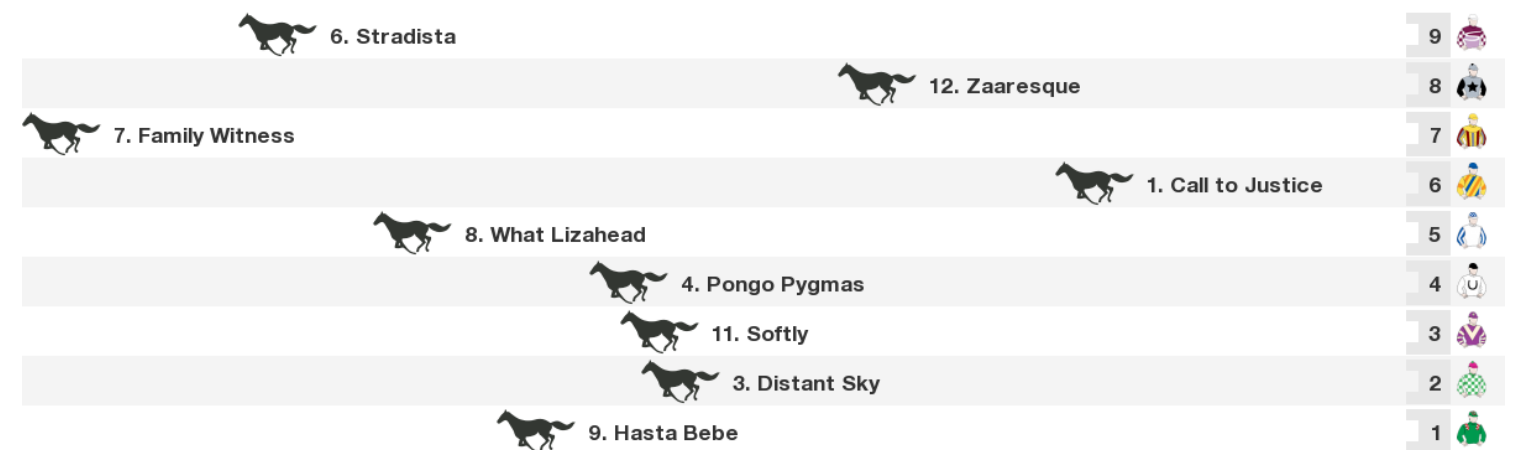 6. Stradista 9
12. Zaaresque 8
7. Family Witness 7
1. Call to Justice 6
8. What Lizahead 5
4. Pongo Pygmas 4
11. Softly 3
3. Distant Sky 2
9. Hasta Bebe 1